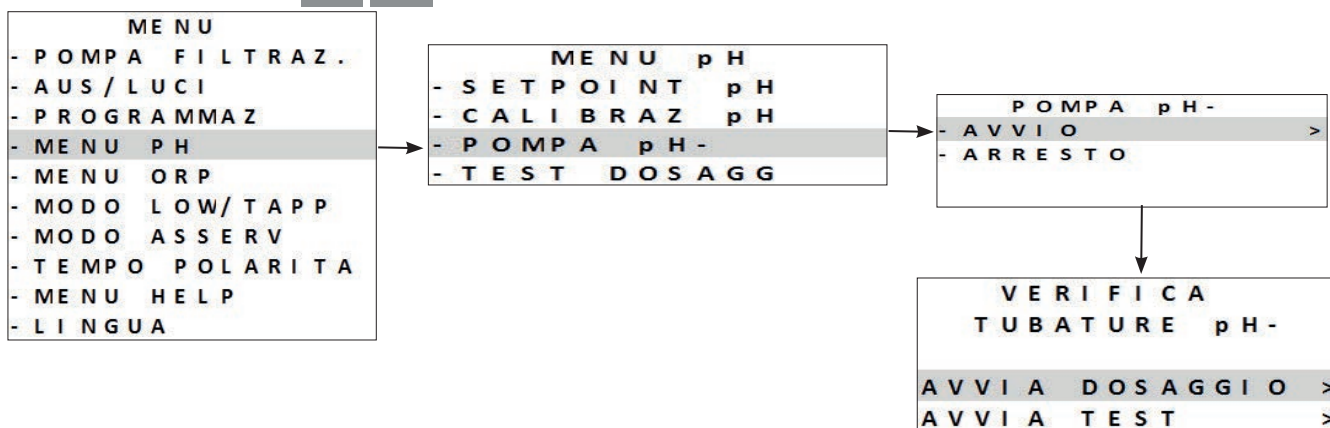 MENU
- POMPA FILTRAZ.
- AUS/LUCI
- PROGRAMMAZ
- MENU PH
- MENU ORP
- MODO LOW/TAPP
- MODO ASSERV
- TEMPO POLARITA
- MENU HELP
- LINGUA
MENU pH
- SETPOINT pH
- CALIBRAZ pH
- POMPA pH-
- TEST DOSAGG
POMPA pH-
- AVVIO >
- ARRESTO
VERIFICA
TUBATURE pH-
AVVIA DOSAGGIO >
AVVIA TEST >